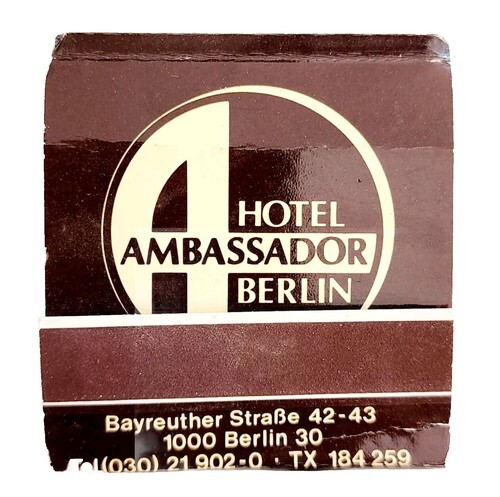 HOTEL
AMBASSADOR
BERLIN
Bayreuther Straße 42-43
1000 Berlin 30
(030) 21 902-0 · TX 184 259